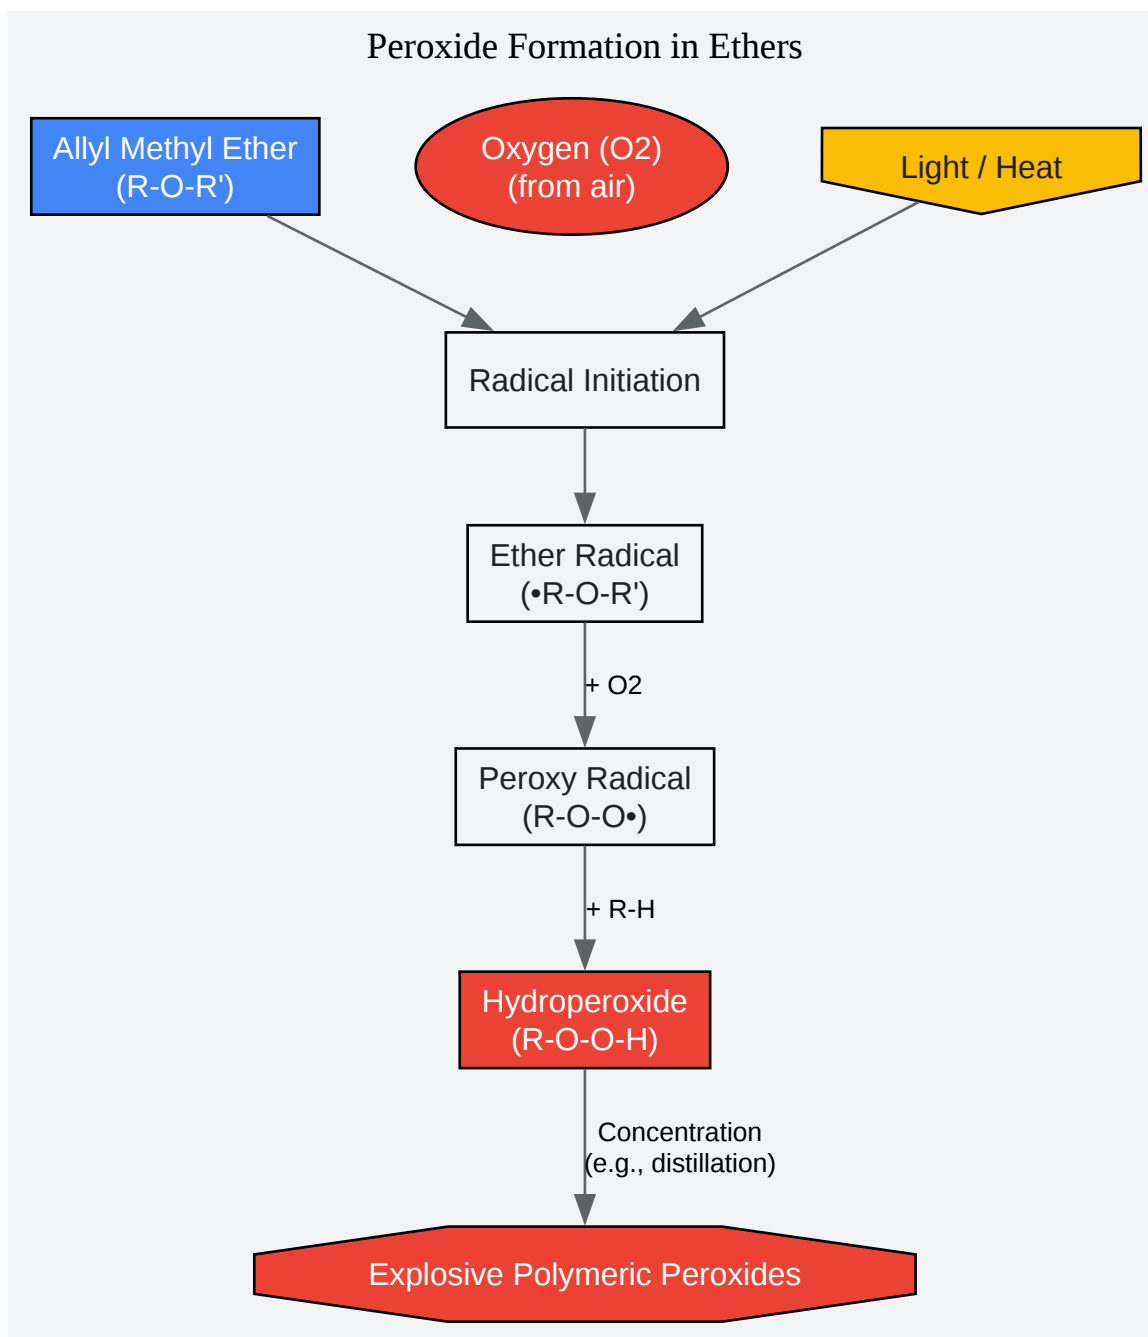 Peroxide Formation in Ethers
Allyl Methyl Ether
(R-O-R')
Oxygen (O2)
(from air)
Light / Heat
Radical Initiation
Ether Radical
(•R-O-R')
+ O2
Peroxy Radical
(R-O-O•)
+ R-H
Hydroperoxide
(R-O-O-H)
Concentration
(e.g., distillation)
Explosive Polymeric Peroxides